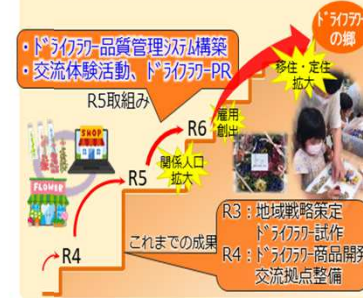 ドライフラワー
の郷
・ドライフラワー品質管理システム構築
・交流体験活動、ドライフラワーPR
移住・定住
拡大
R5取組み
雇用
創出
R6
SHOP
関係人口
拡大
FLOWER
R5
R4
これまでの成果
R3：地域戦略策定
ドライフラワー試作
R4：ドライフラワー商品開発
交流拠点整備